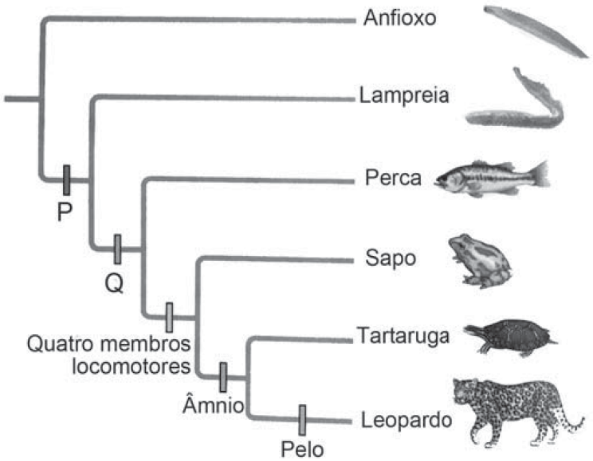 Anfioxo
Lampreia
Perca
P
Sapo
Q
Quatro membros
locomotores
Tartaruga
Âmnio
Leopardo
Pelo